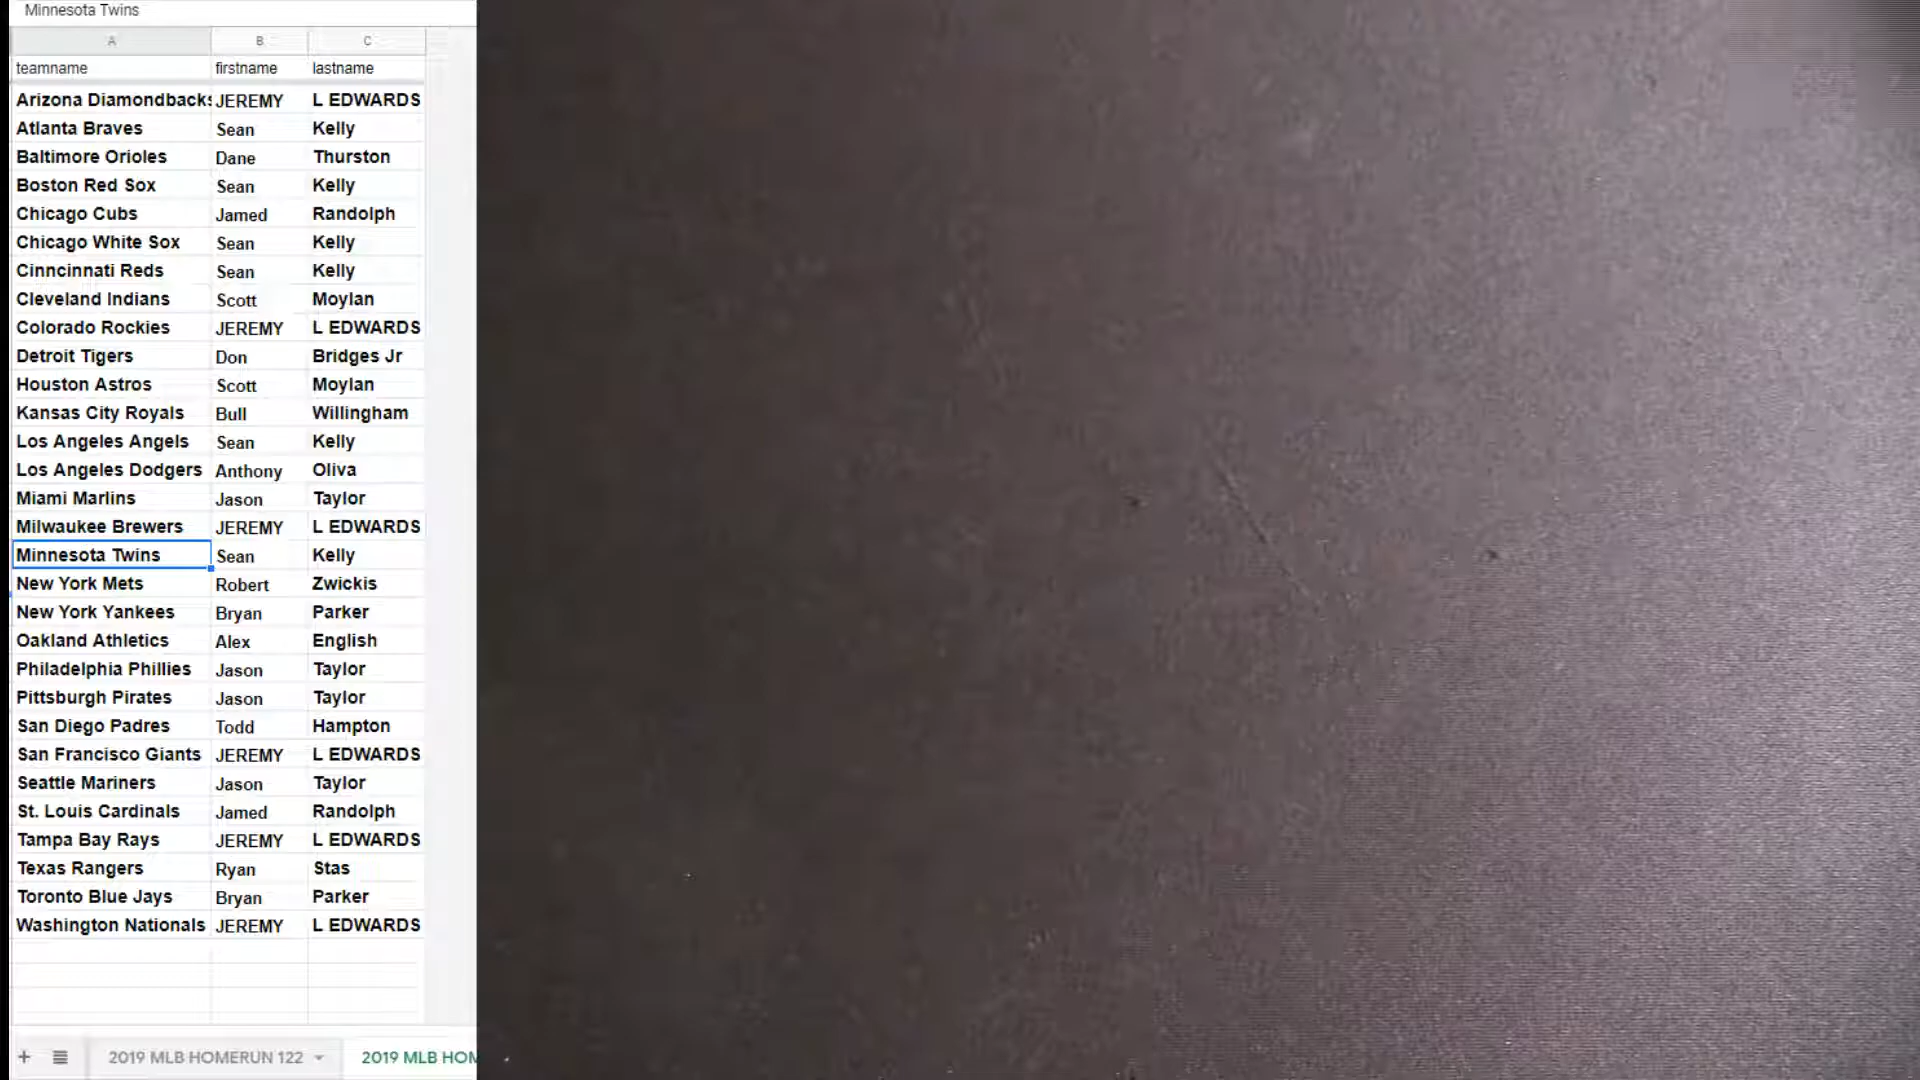 Minnesota Twins
A B C
teamname firstname lastname
Arizona Diamondbacks JEREMY L EDWARDS
Atlanta Braves Sean Kelly
Baltimore Orioles Dane Thurston
Boston Red Sox Sean Kelly
Chicago Cubs Jamed Randolph
Chicago White Sox Sean Kelly
Cinncinnati Reds Sean Kelly
Cleveland Indians Scott Moylan
Colorado Rockies JEREMY L EDWARDS
Detroit Tigers Don Bridges Jr
Houston Astros Scott Moylan
Kansas City Royals Bull Willingham
Los Angeles Angels Sean Kelly
Los Angeles Dodgers Anthony Oliva
Miami Marlins Jason Taylor
Milwaukee Brewers JEREMY L EDWARDS
Minnesota Twins Sean Kelly
New York Mets Robert Zwickis
New York Yankees Bryan Parker
Oakland Athletics Alex English
Philadelphia Phillies Jason Taylor
Pittsburgh Pirates Jason Taylor
San Diego Padres Todd Hampton
San Francisco Giants JEREMY L EDWARDS
Seattle Mariners Jason Taylor
St. Louis Cardinals Jamed Randolph
Tampa Bay Rays JEREMY L EDWARDS
Texas Rangers Ryan Stas
Toronto Blue Jays Bryan Parker
Washington Nationals JEREMY L EDWARDS
+ 2019 MLB HOMERUN 122 2019 MLB HOM